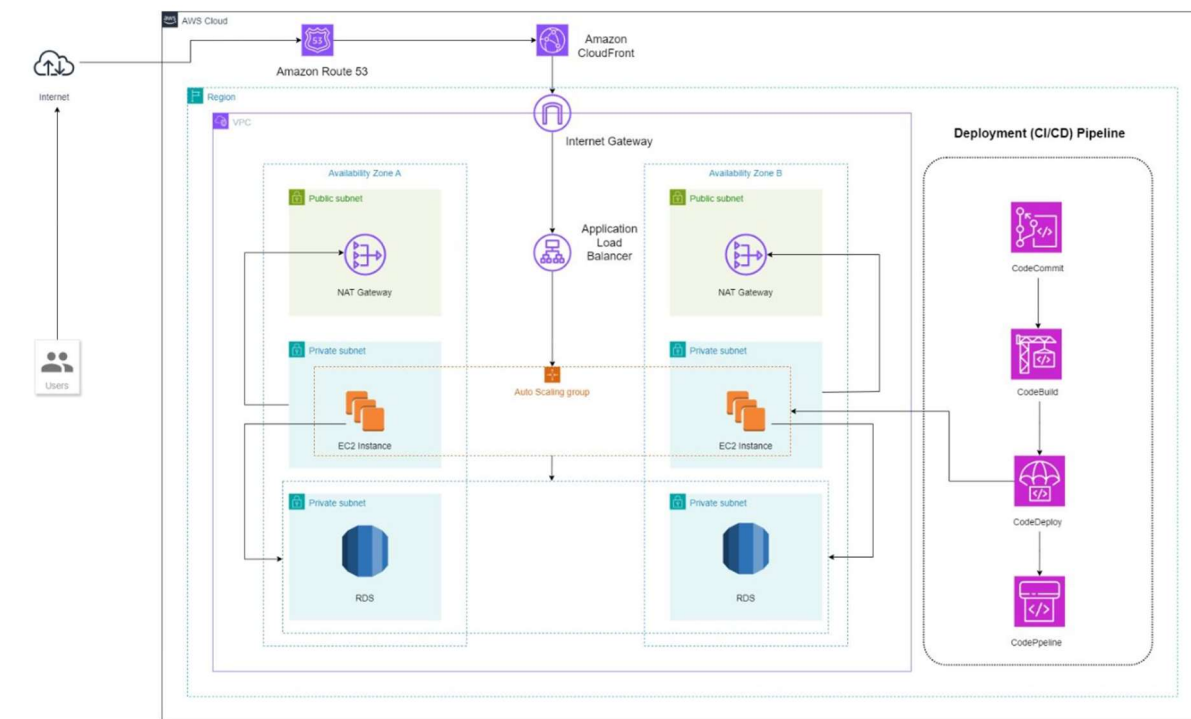 aws
AWS Cloud
53
Amazon Route 53
Amazon
CloudFront
Internet
Region
VPC
Internet Gateway
Deployment (CI/CD) Pipeline
Availability Zone A
Availability Zone B
Public subnet
Public subnet
Application
Load
Balancer
NAT Gateway
NAT Gateway
CodeCommit
Private subnet
Private subnet
Users
Auto Scaling group
CodeBuild
EC2 Instance
EC2 Instance
Private subnet
Private subnet
CodeDeploy
RDS
RDS
CodePpeline